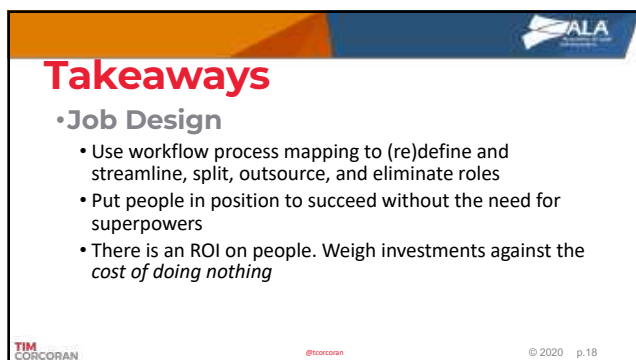 ALA
Takeaways
•Job Design
• Use workflow process mapping to (re)define and
streamline, split, outsource, and eliminate roles
• Put people in position to succeed without the need for
superpowers
• There is an ROI on people. Weigh investments against the
cost of doing nothing
TIM
CORCORAN
@tcorcoran
© 2020 p.18